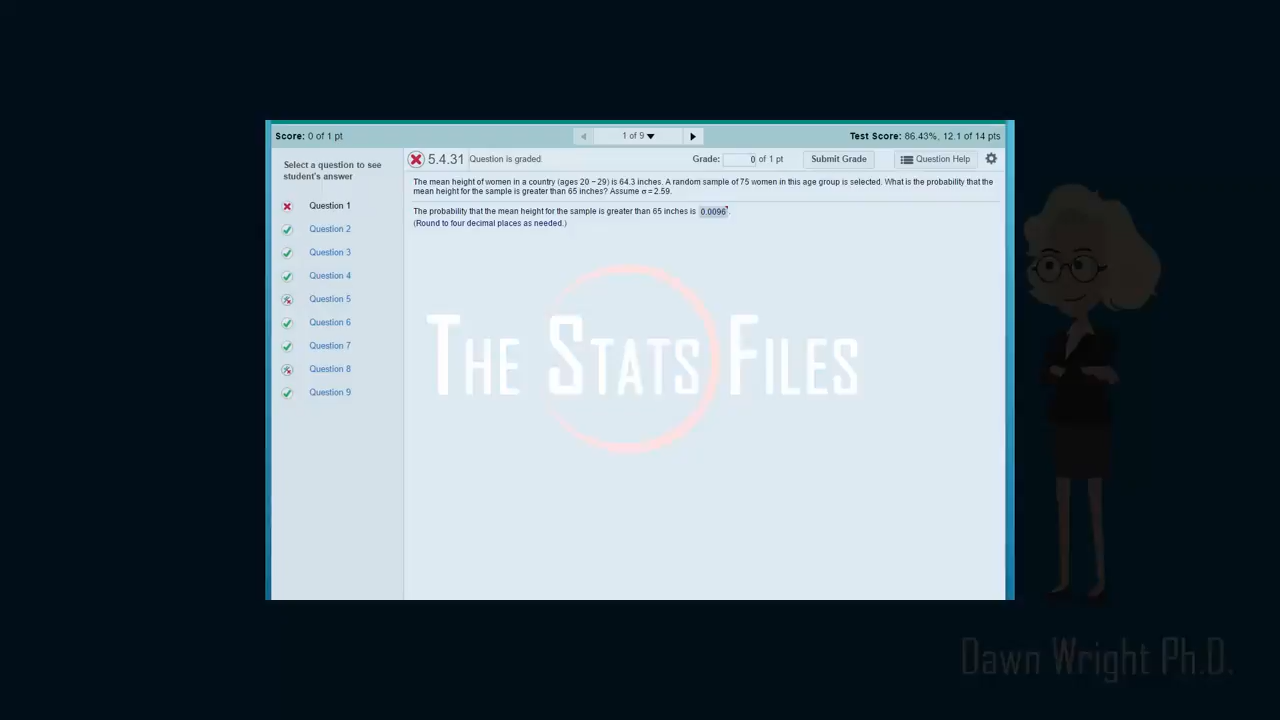 Score: 0 of 1 pt
1 of 9
Test Score: 86.43%, 12.1 of 14 pts
Select a question to see
student's answer
5.4.31 Question is graded.
Grade: 0 of 1 pt
Submit Grade
Question Help
The mean height of women in a country (ages 20 − 29) is 64.3 inches. A random sample of 75 women in this age group is selected. What is the probability that the
mean height for the sample is greater than 65 inches? Assume σ = 2.59.
The probability that the mean height for the sample is greater than 65 inches is 0.0096.
(Round to four decimal places as needed.)
Question 1
Question 2
Question 3
Question 4
Question 5
Question 6
Question 7
Question 8
Question 9
The Stats Files
Dawn Wright Ph.D.